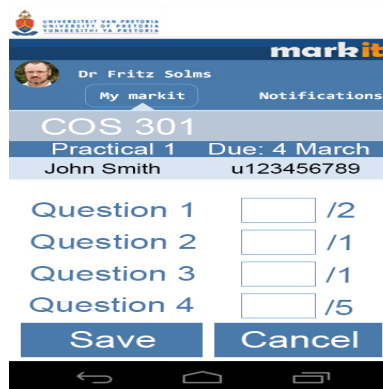 UNIVERSITEIT VAN PRETORIA
UNIVERSITY OF PRETORIA
YUNIBESITHI YA PRETORIA
markit
Dr Fritz Solms
My markit Notifications
COS 301
Practical 1 Due: 4 March
John Smith u123456789
Question 1 /2
Question 2 /1
Question 3 /1
Question 4 /5
Save Cancel